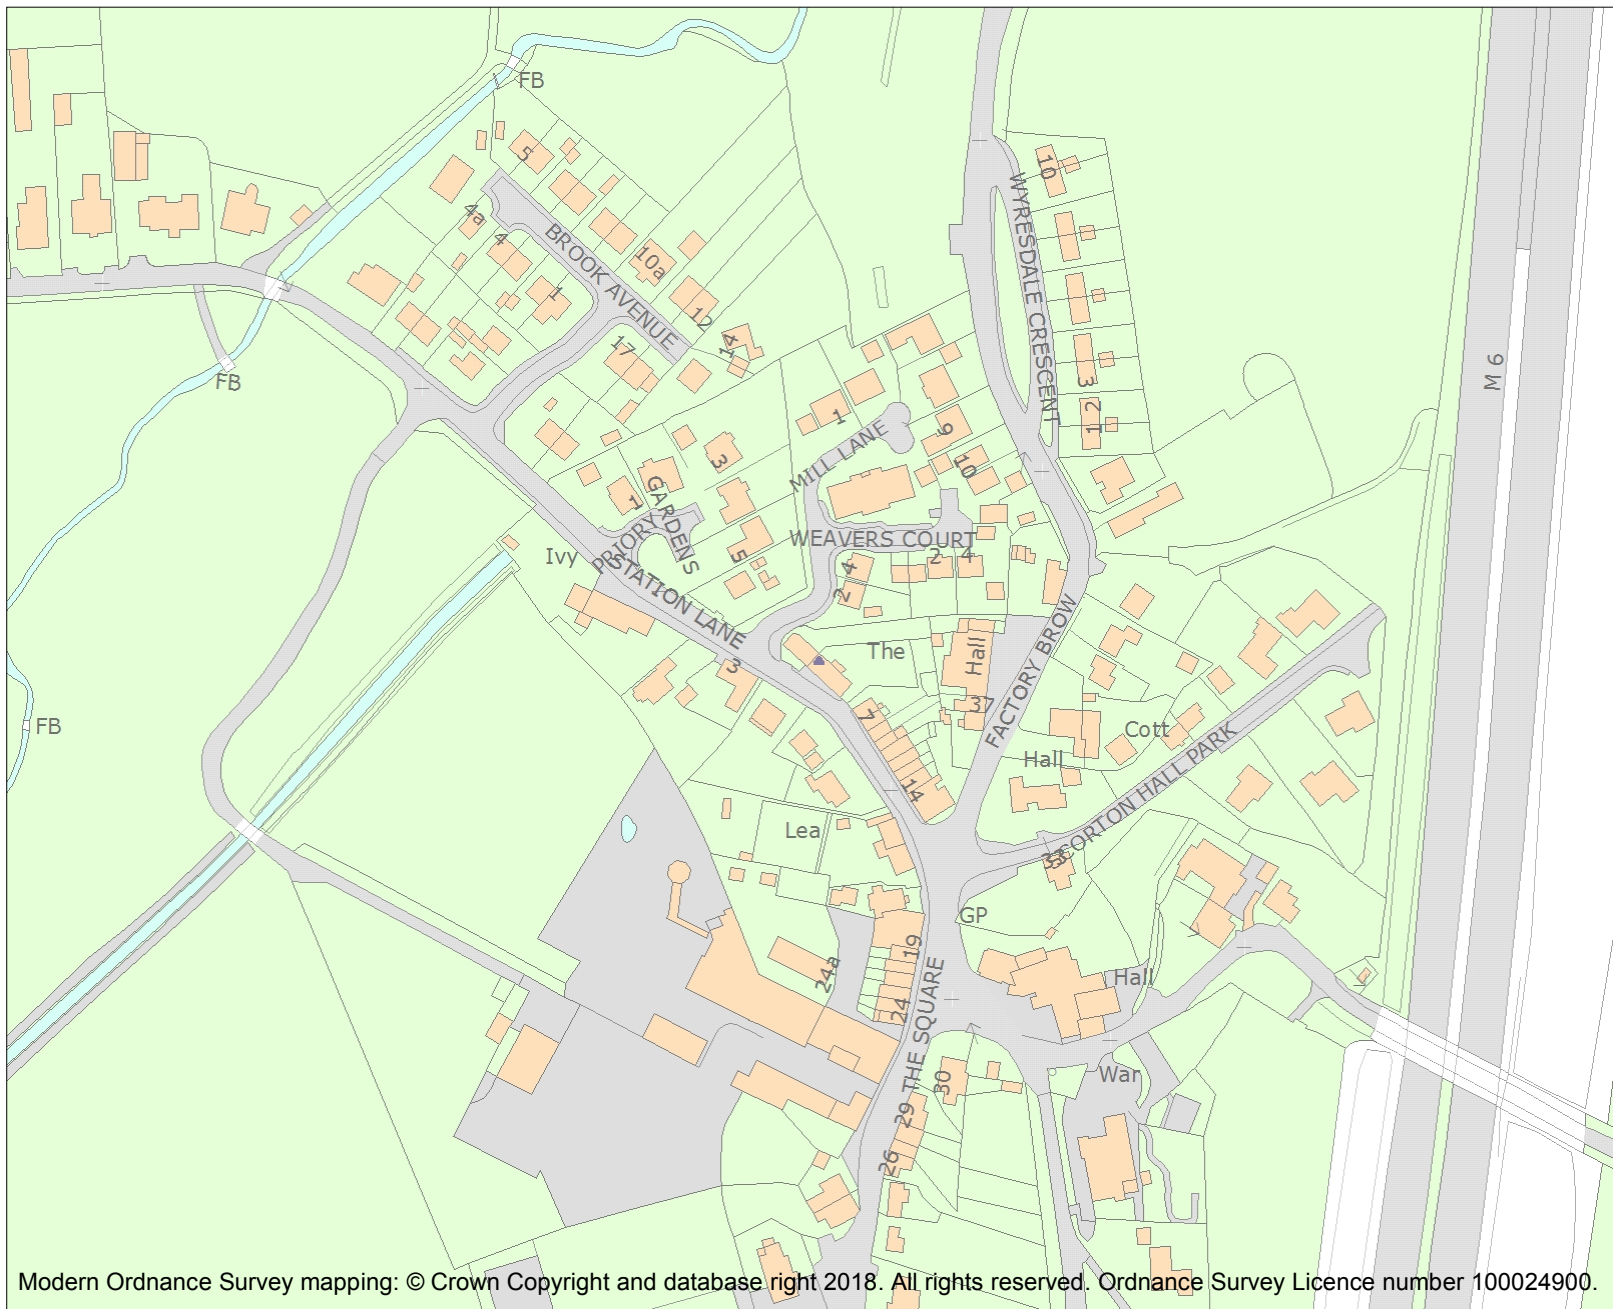 FB
5
10
WYRESDALE CRESCENT
4a
4
BROOK AVENUE
10a
1
12
14
17
FB
M 6
3
2
1
1
MILL LANE
9
10
3
1
PRIORY
GARDENS
5
Ivy
STATION LANE
WEAVERS COURT
2
4
4
2
The
Hall
37
FACTORY BROW
3
7
14
FB
Cott
Hall
SCORTON HALL PARK
33
Lea
GP
19
24a
24
THE SQUARE
Hall
War
30
29
26
Modern Ordnance Survey mapping: © Crown Copyright and database right 2018. All rights reserved. Ordnance Survey Licence number 100024900.